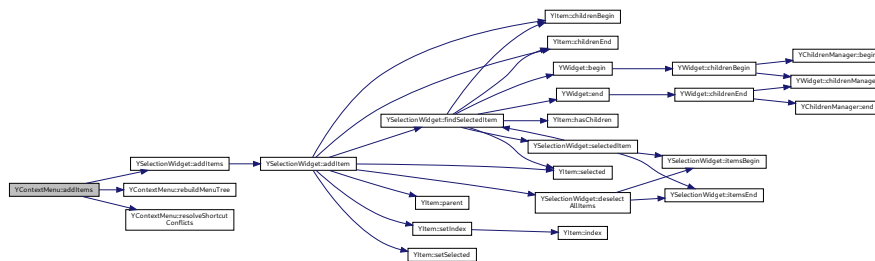 YContextMenu::addItems
YSelectionWidget::addItems
YContextMenu::rebuildMenuTree
YContextMenu::resolveShortcut
Conflicts
YSelectionWidget::addItem
YItem::childrenBegin
YItem::childrenEnd
YWidget::begin
YWidget::end
YSelectionWidget::findSelectedItem
YItem::hasChildren
YSelectionWidget::selectedItem
YItem::selected
YSelectionWidget::deselect
AllItems
YItem::parent
YItem::setIndex
YItem::index
YItem::setSelected
YWidget::childrenBegin
YWidget::childrenEnd
YSelectionWidget::itemsBegin
YSelectionWidget::itemsEnd
YChildrenManager::begin
YWidget::childrenManage
YChildrenManager::end